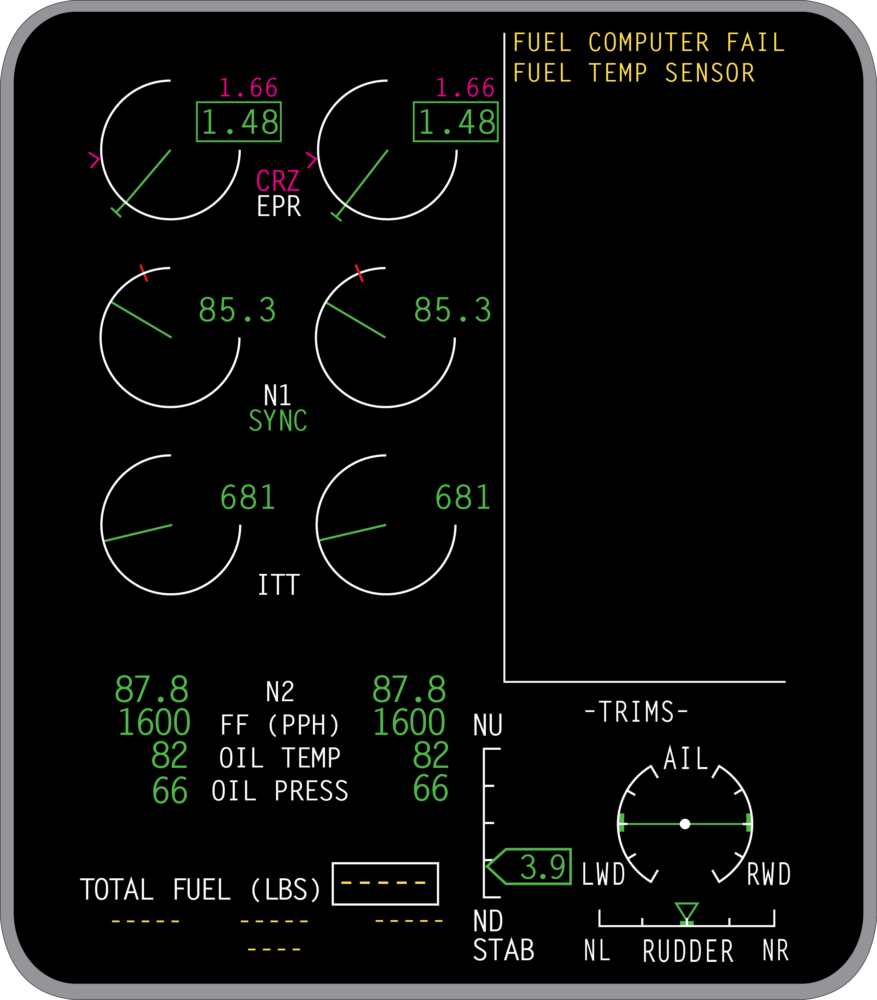 FUEL COMPUTER FAIL
FUEL TEMP SENSOR
1.66 1.66
1.48 1.48
CRZ
EPR
85.3 85.3
N1
SYNC
681 681
ITT
87.8 N2 87.8
1600 FF (PPH) 1600
82 OIL TEMP 82
66 OIL PRESS 66
TOTAL FUEL (LBS) -----
----- ----- -----
----
-TRIMS-
NU
AIL
3.9
LWD RWD
ND
STAB
NL RUDDER NR